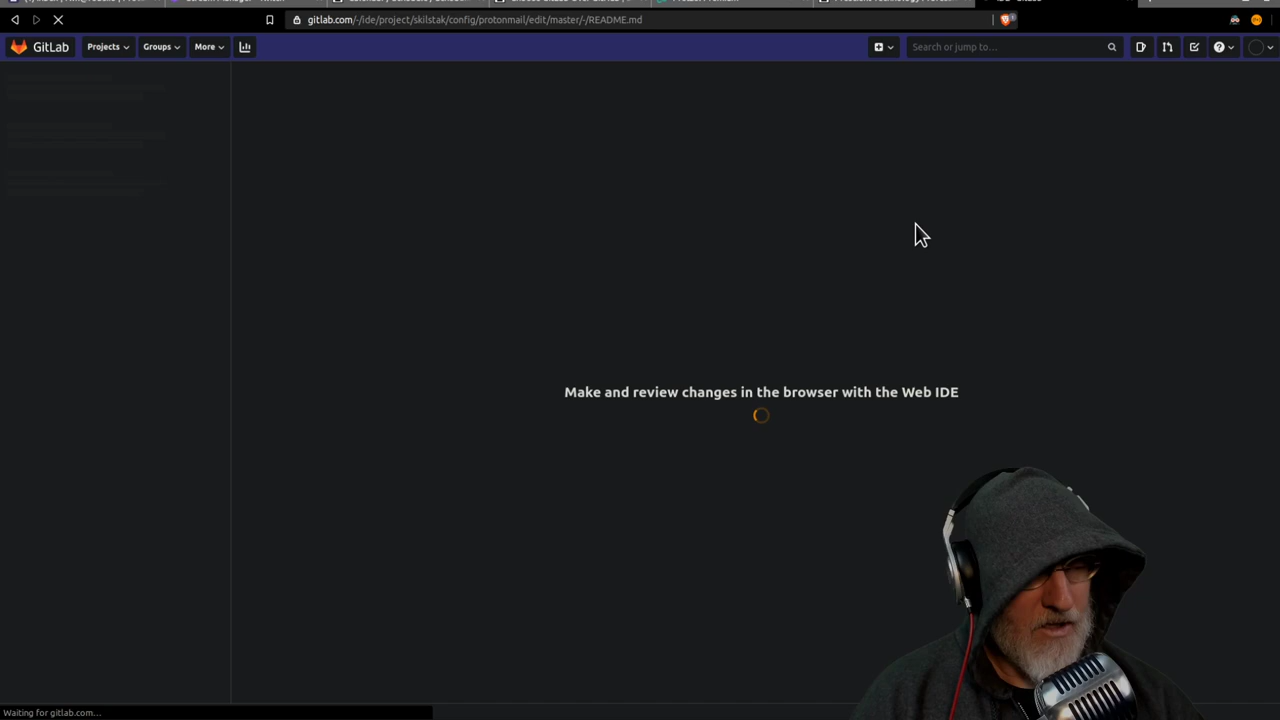 gitlab.com/-/ide/project/skilstak/config/protonmail/edit/master/-/README.md
1
GitLab
Projects
Groups
More
Search or jump to...
Make and review changes in the browser with the Web IDE
Waiting for gitlab.com...